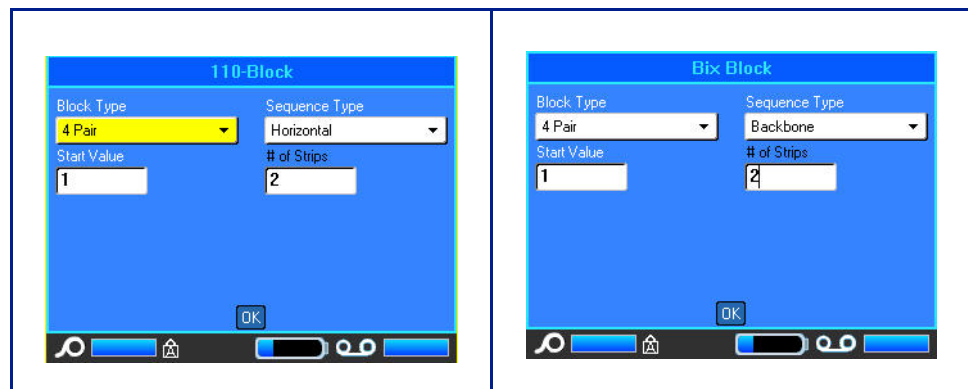 110-Block
Block Type Sequence Type
4 Pair Horizontal
Start Value # of Strips
1 2
OK
A
Bix Block
Block Type Sequence Type
4 Pair Backbone
Start Value # of Strips
1 2
OK
A